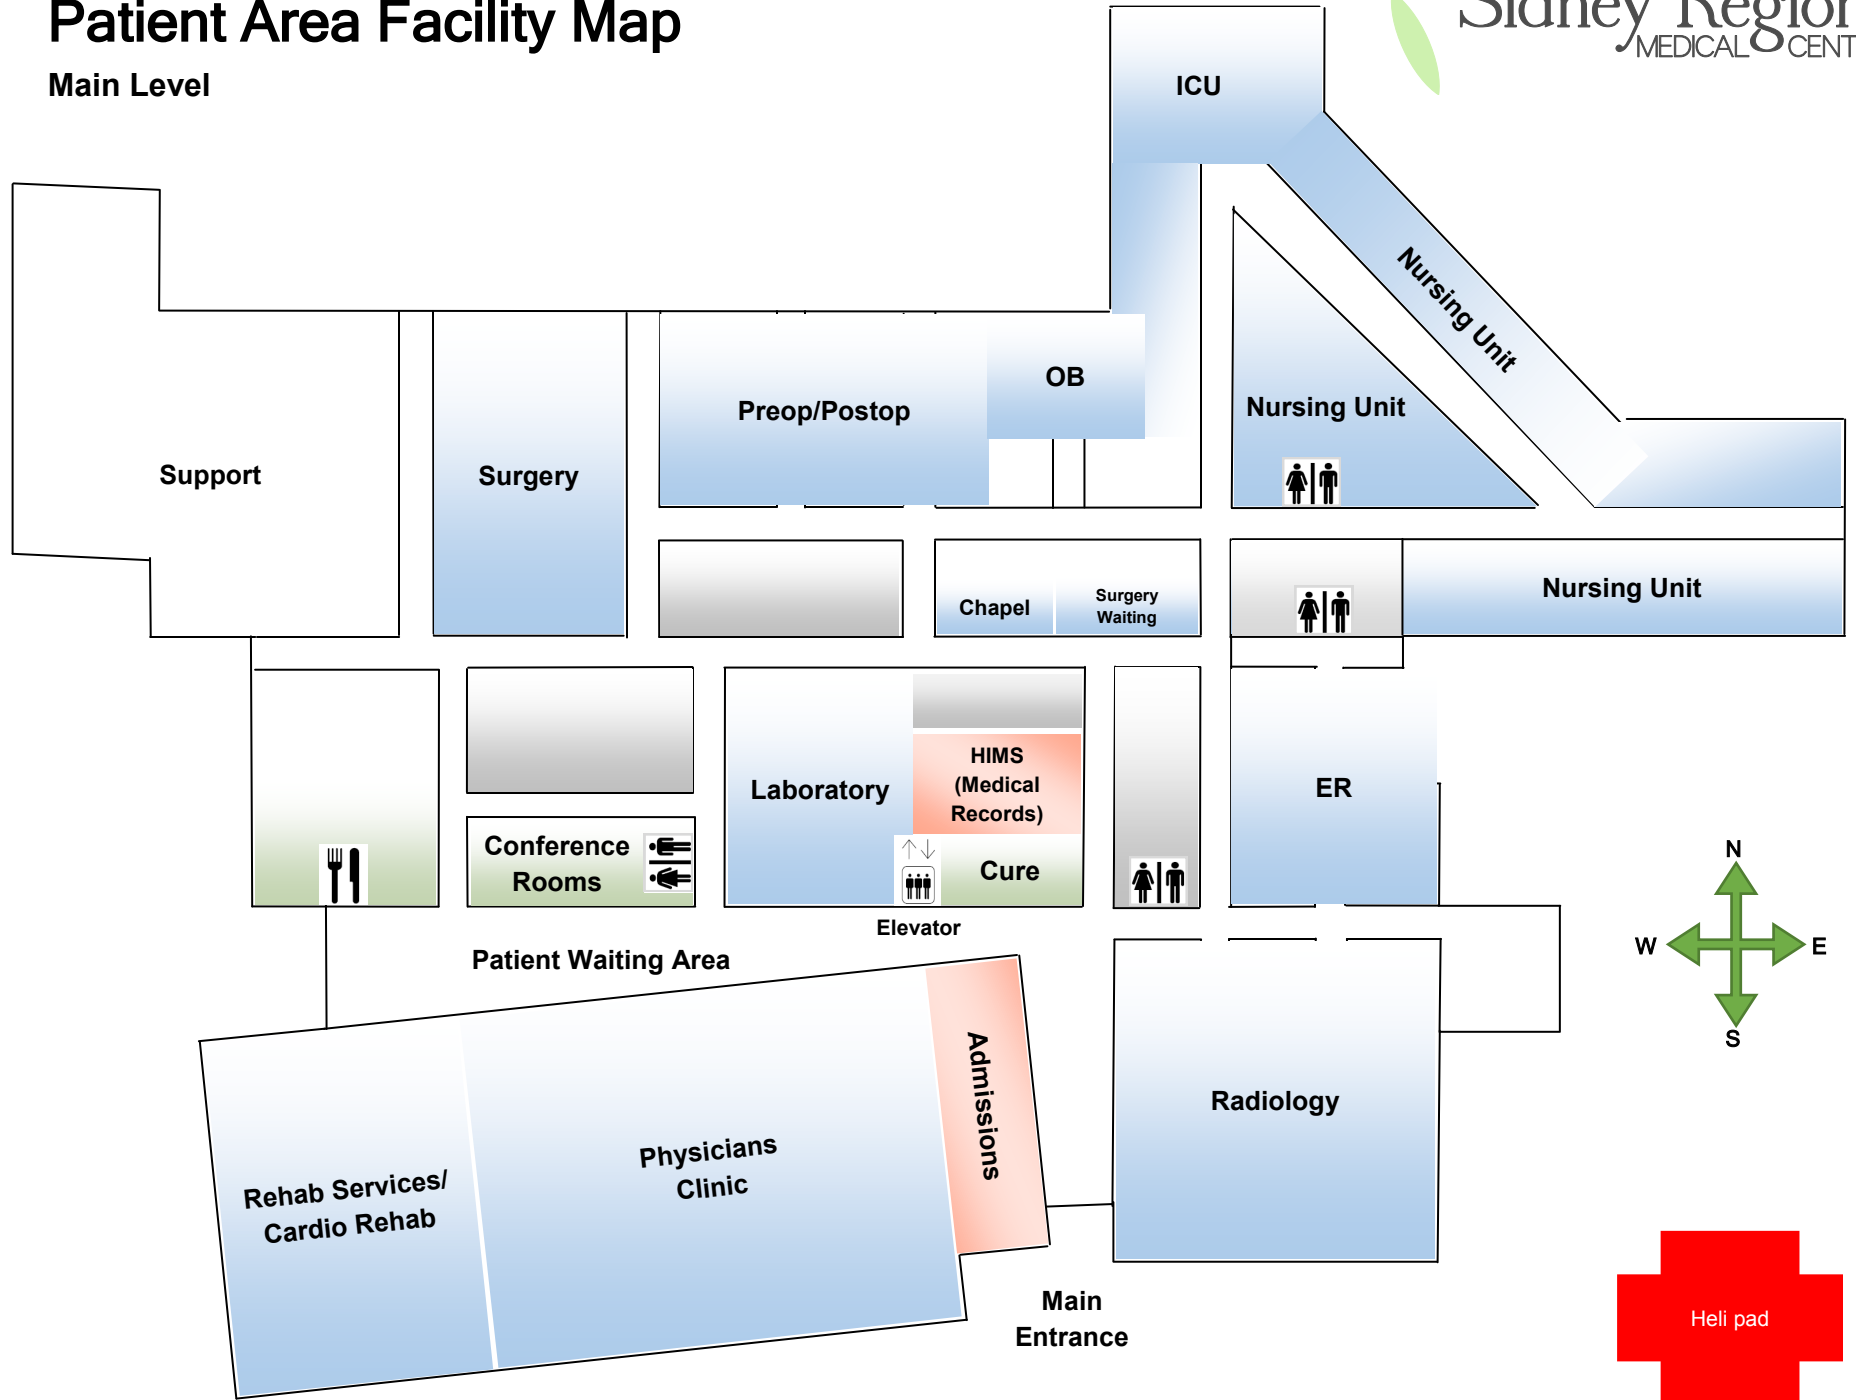 Patient Area Facility Map
Main Level
Sidney Region
MEDICAL CENT
ICU
Nursing Unit
OB
Preop/Postop
Nursing Unit
Support
Surgery
Chapel
Surgery
Waiting
Nursing Unit
HIMS
(Medical
Records)
Laboratory
ER
Conference
Rooms
Cure
Elevator
Patient Waiting Area
N
W
E
S
Admissions
Radiology
Physicians
Clinic
Rehab Services/
Cardio Rehab
Main
Entrance
Heli pad